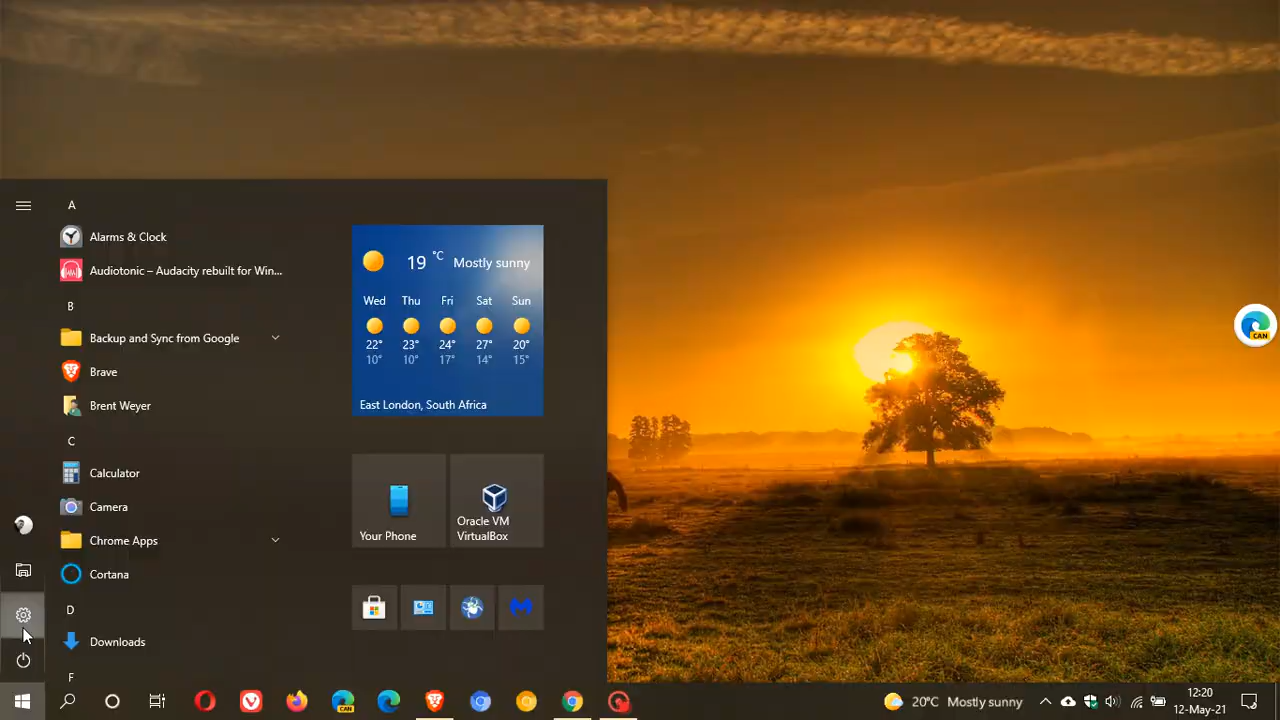 A
Alarms & Clock
Audiotonic – Audacity rebuilt for Win...
B
Backup and Sync from Google
Brave
Brent Weyer
C
Calculator
Camera
Chrome Apps
Cortana
D
Downloads
F
19 °C Mostly sunny
Wed Thu Fri Sat Sun
22° 23° 24° 27° 20°
10° 10° 17° 14° 15°
East London, South Africa
Your Phone
Oracle VM
VirtualBox
CAN
CAN
20°C Mostly sunny
12:20
12-May-21